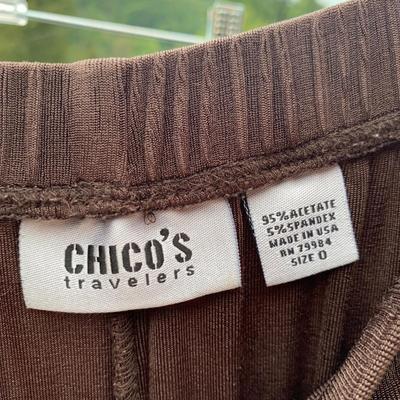 CHICO'S
travelers
95% ACETATE
5% SPANDEX
MADE IN USA
RN 79984
SIZE 0